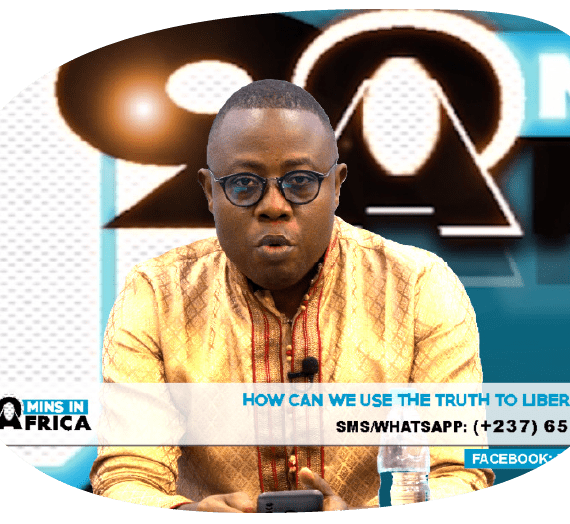 MINS IN
AFRICA
HOW CAN WE USE THE TRUTH TO LIBER
SMS/WHATSAPP: (+237) 65
FACEBOOK: